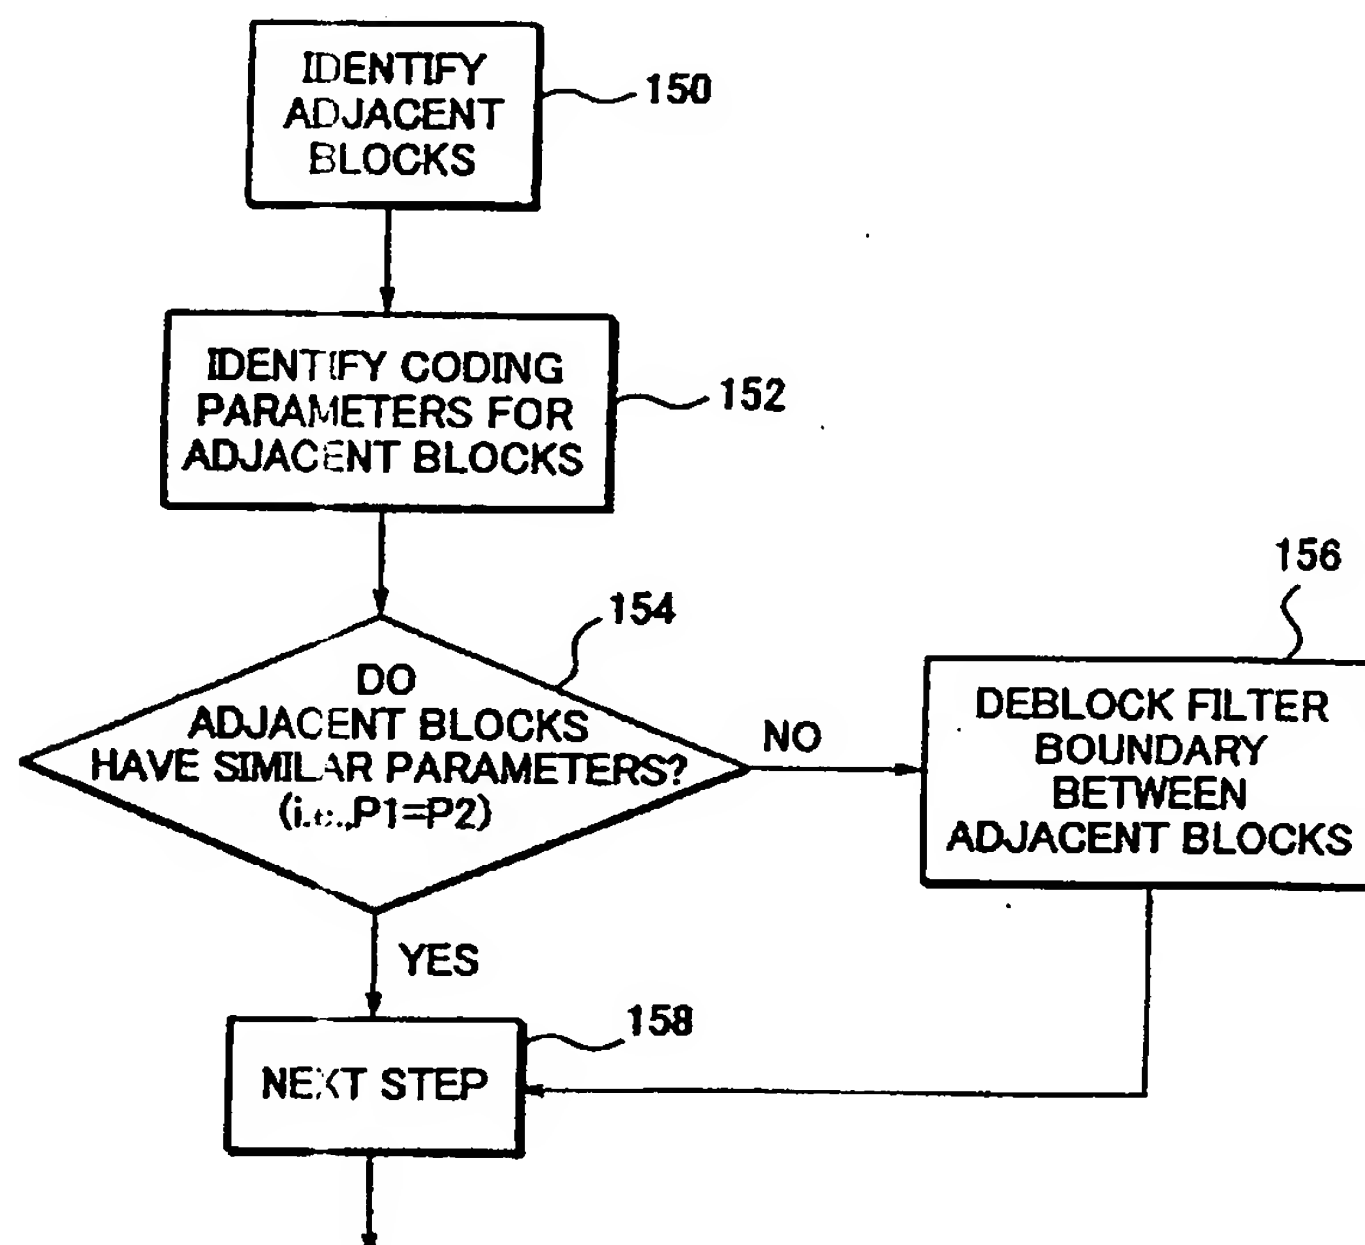 IDENTIFY
ADJACENT
BLOCKS
150
IDENTIFY CODING
PARAMETERS FOR
ADJACENT BLOCKS
152
154
DO
ADJACENT BLOCKS
HAVE SIMILAR PARAMETERS?
(i.e.,P1=P2)
NO
156
DEBLOCK FILTER
BOUNDARY
BETWEEN
ADJACENT BLOCKS
YES
158
NEXT STEP